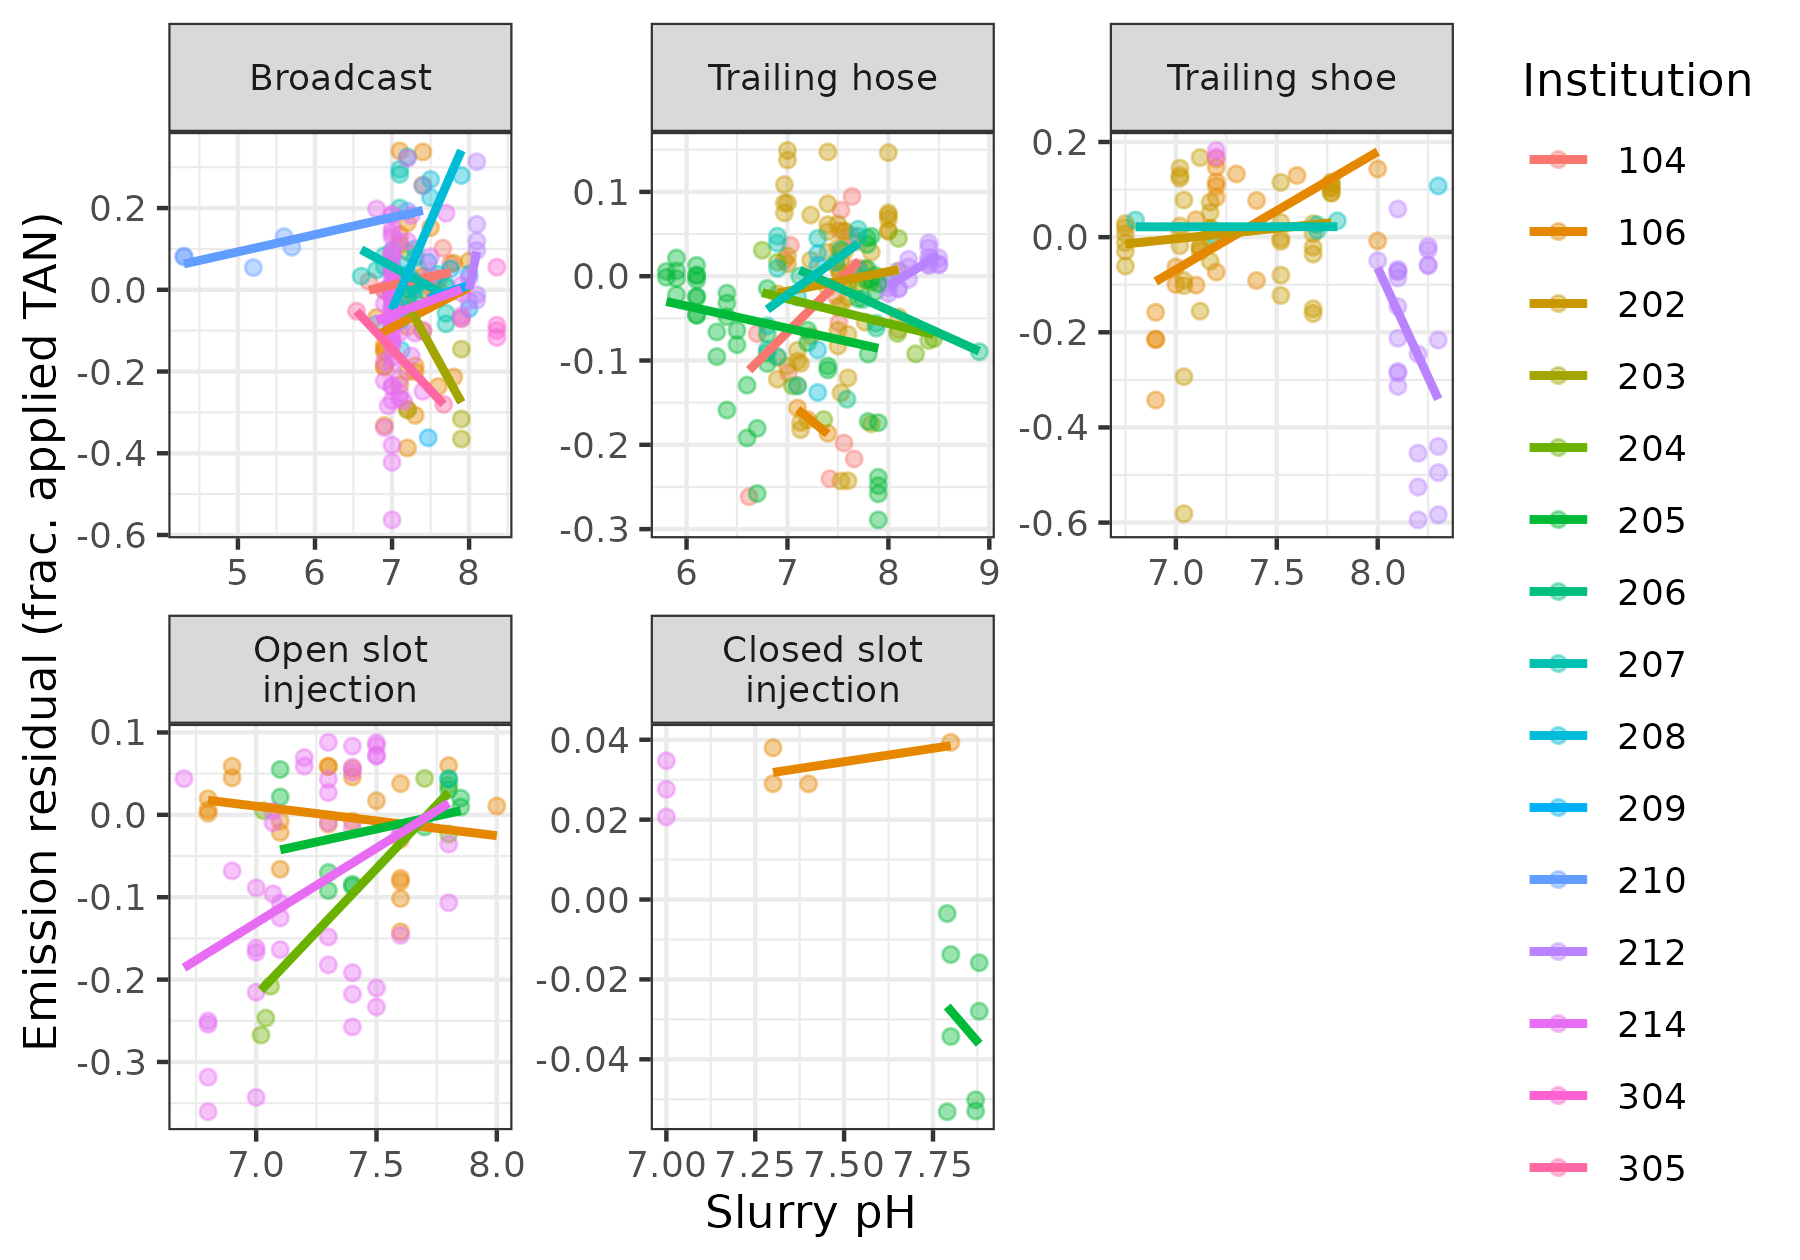 Broadcast
Trailing hose
Trailing shoe
0.2
0.0
-0.2
-0.4
-0.6
5 6 7 8
0.1
0.0
-0.1
-0.2
-0.3
6 7 8 9
0.2
0.0
-0.2
-0.4
-0.6
7.0 7.5 8.0
Open slot
injection
Closed slot
injection
0.1
0.0
-0.1
-0.2
-0.3
7.0 7.5 8.0
0.04
0.02
0.00
-0.02
-0.04
7.00 7.25 7.50 7.75
Slurry pH
Emission residual (frac. applied TAN)
Institution
104
106
202
203
204
205
206
207
208
209
210
212
214
304
305